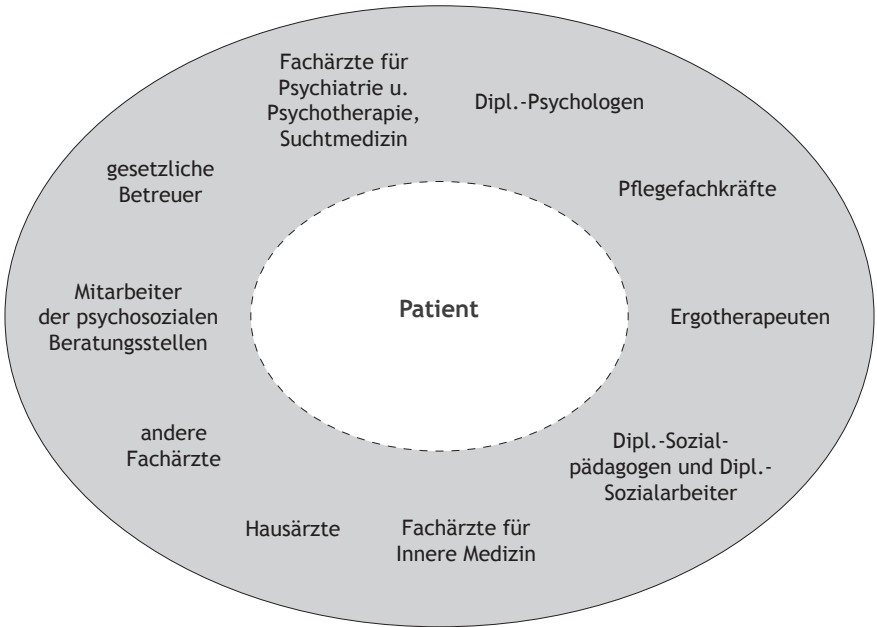 Fachärzte für
Psychiatrie u.
Psychotherapie,
Suchtmedizin
Dipl.-Psychologen
gesetzliche
Betreuer
Pflegefachkräfte
Mitarbeiter
der psychosozialen
Beratungsstellen
Patient
Ergotherapeuten
andere
Fachärzte
Dipl.-Sozial-
pädagogen und Dipl.-
Sozialarbeiter
Hausärzte
Fachärzte für
Innere Medizin